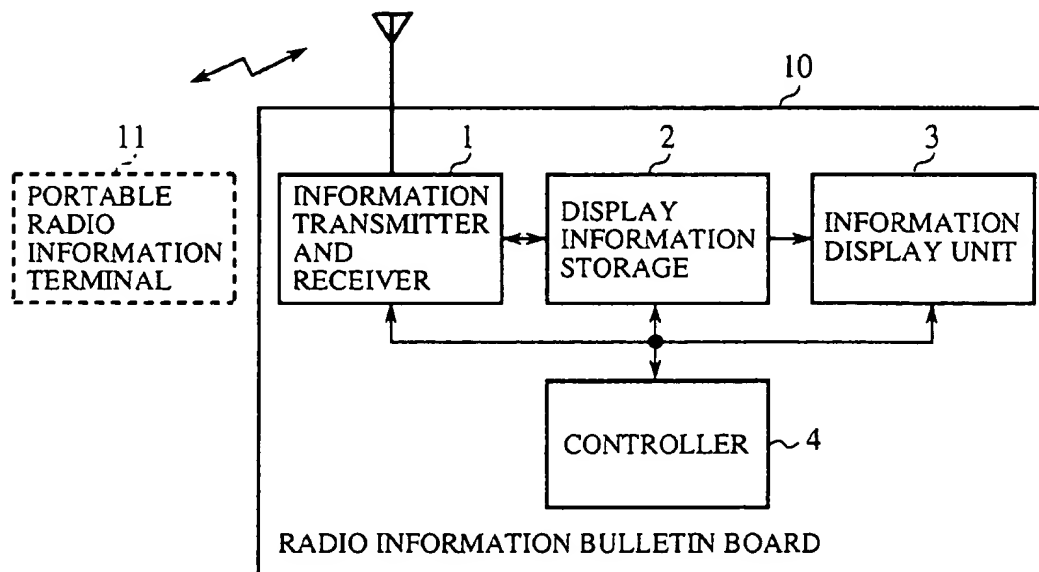 10
11
1
2
3
PORTABLE
RADIO
INFORMATION
TERMINAL
INFORMATION
TRANSMITTER
AND
RECEIVER
DISPLAY
INFORMATION
STORAGE
INFORMATION
DISPLAY UNIT
CONTROLLER
4
RADIO INFORMATION BULLETIN BOARD